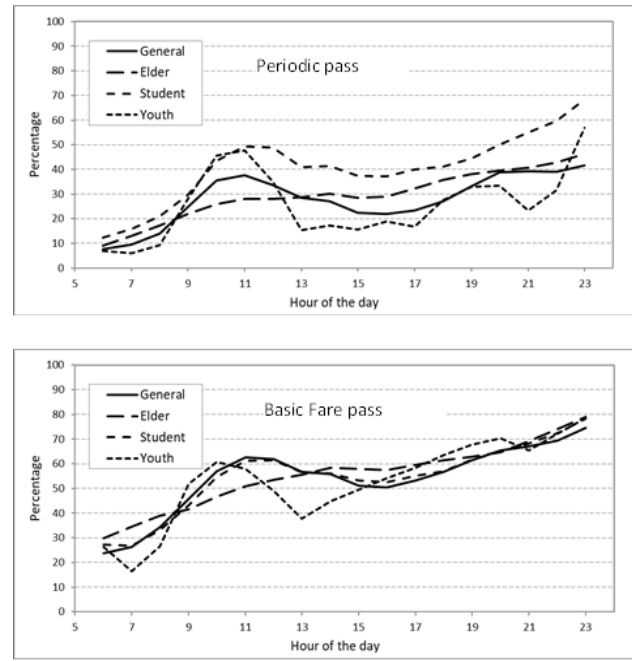 Periodic pass
General
Elder
Student
Youth
Percentage
100
90
80
70
60
50
40
30
20
10
0
5 7 9 11 13 15 17 19 21 23
Hour of the day
Basic Fare pass
General
Elder
Student
Youth
Percentage
100
90
80
70
60
50
40
30
20
10
0
5 7 9 11 13 15 17 19 21 23
Hour of the day